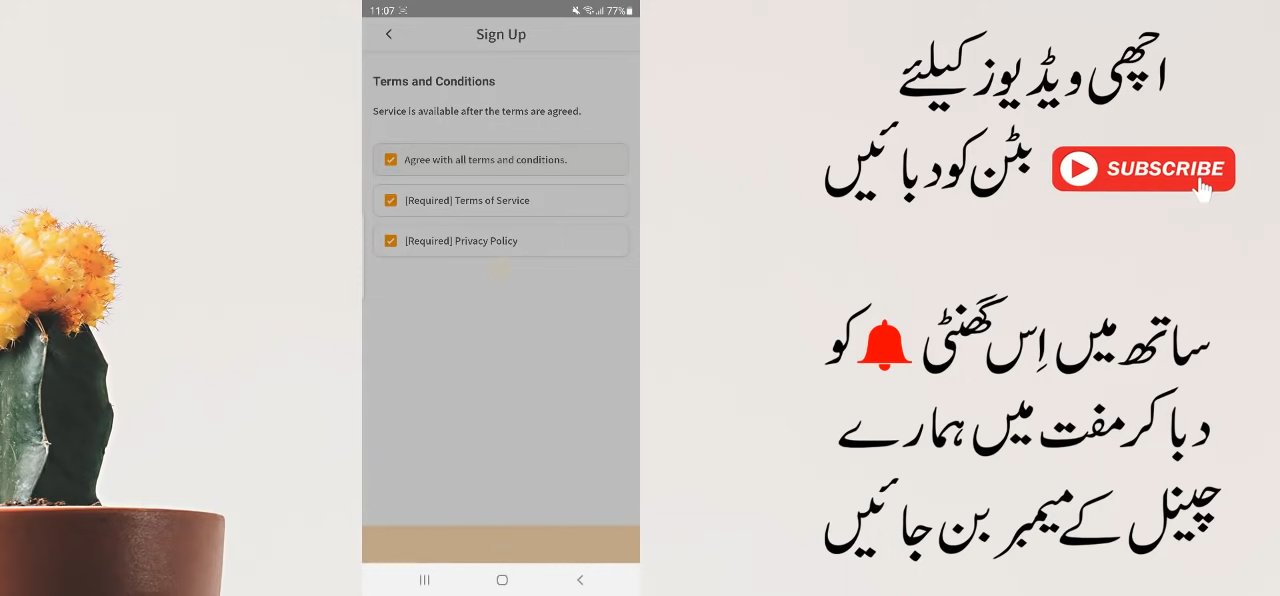 11:07
77%
Sign Up
Terms and Conditions
Service is available after the terms are agreed.
Agree with all terms and conditions.
[Required] Terms of Service
[Required] Privacy Policy
اچھی ویڈیوز کیلئے
SUBSCRIBE بٹن کو دبائیں
ساتھ میں اِس گھنٹی کو
دبا کر مفت میں ہمارے
چینل کے میمبر بن جائیں